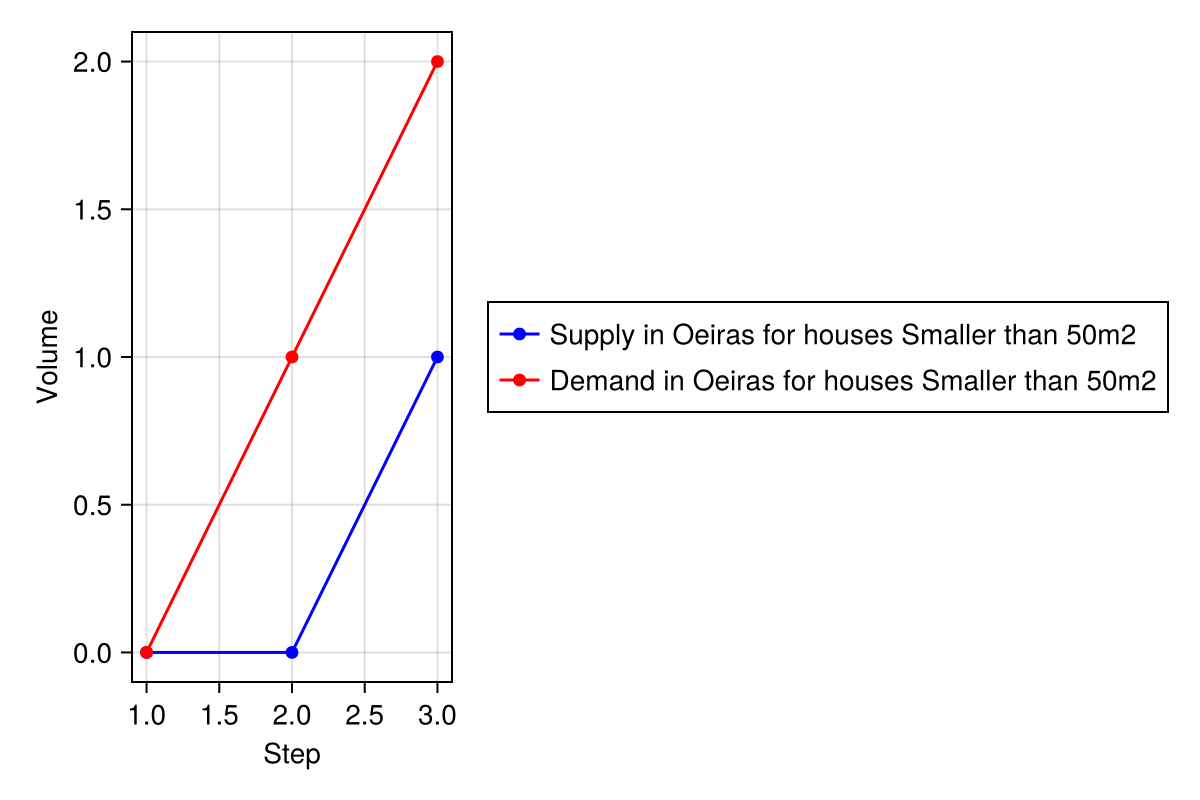 2.0
1.5
1.0
0.5
0.0
Volume
1.0 1.5 2.0 2.5 3.0
Step
Supply in Oeiras for houses Smaller than 50m2
Demand in Oeiras for houses Smaller than 50m2